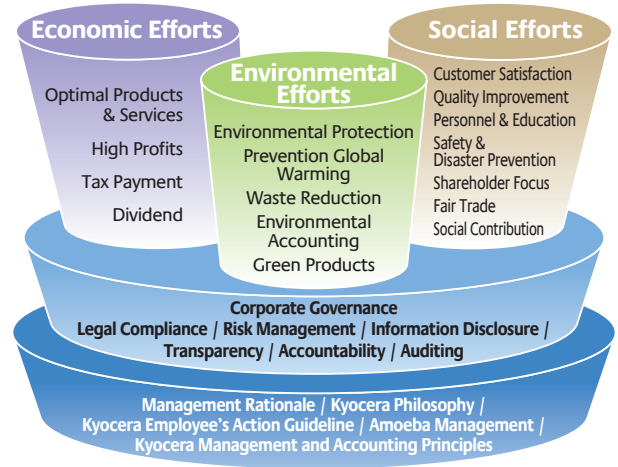 Economic Efforts
Optimal Products
& Services
High Profits
Tax Payment
Dividend
Environmental
Efforts
Environmental Protection
Prevention Global
Warming
Waste Reduction
Environmental
Accounting
Green Products
Social Efforts
Customer Satisfaction
Quality Improvement
Personnel & Education
Safety &
Disaster Prevention
Shareholder Focus
Fair Trade
Social Contribution
Corporate Governance
Legal Compliance / Risk Management / Information Disclosure /
Transparency / Accountability / Auditing
Management Rationale / Kyocera Philosophy /
Kyocera Employee's Action Guideline / Amoeba Management /
Kyocera Management and Accounting Principles